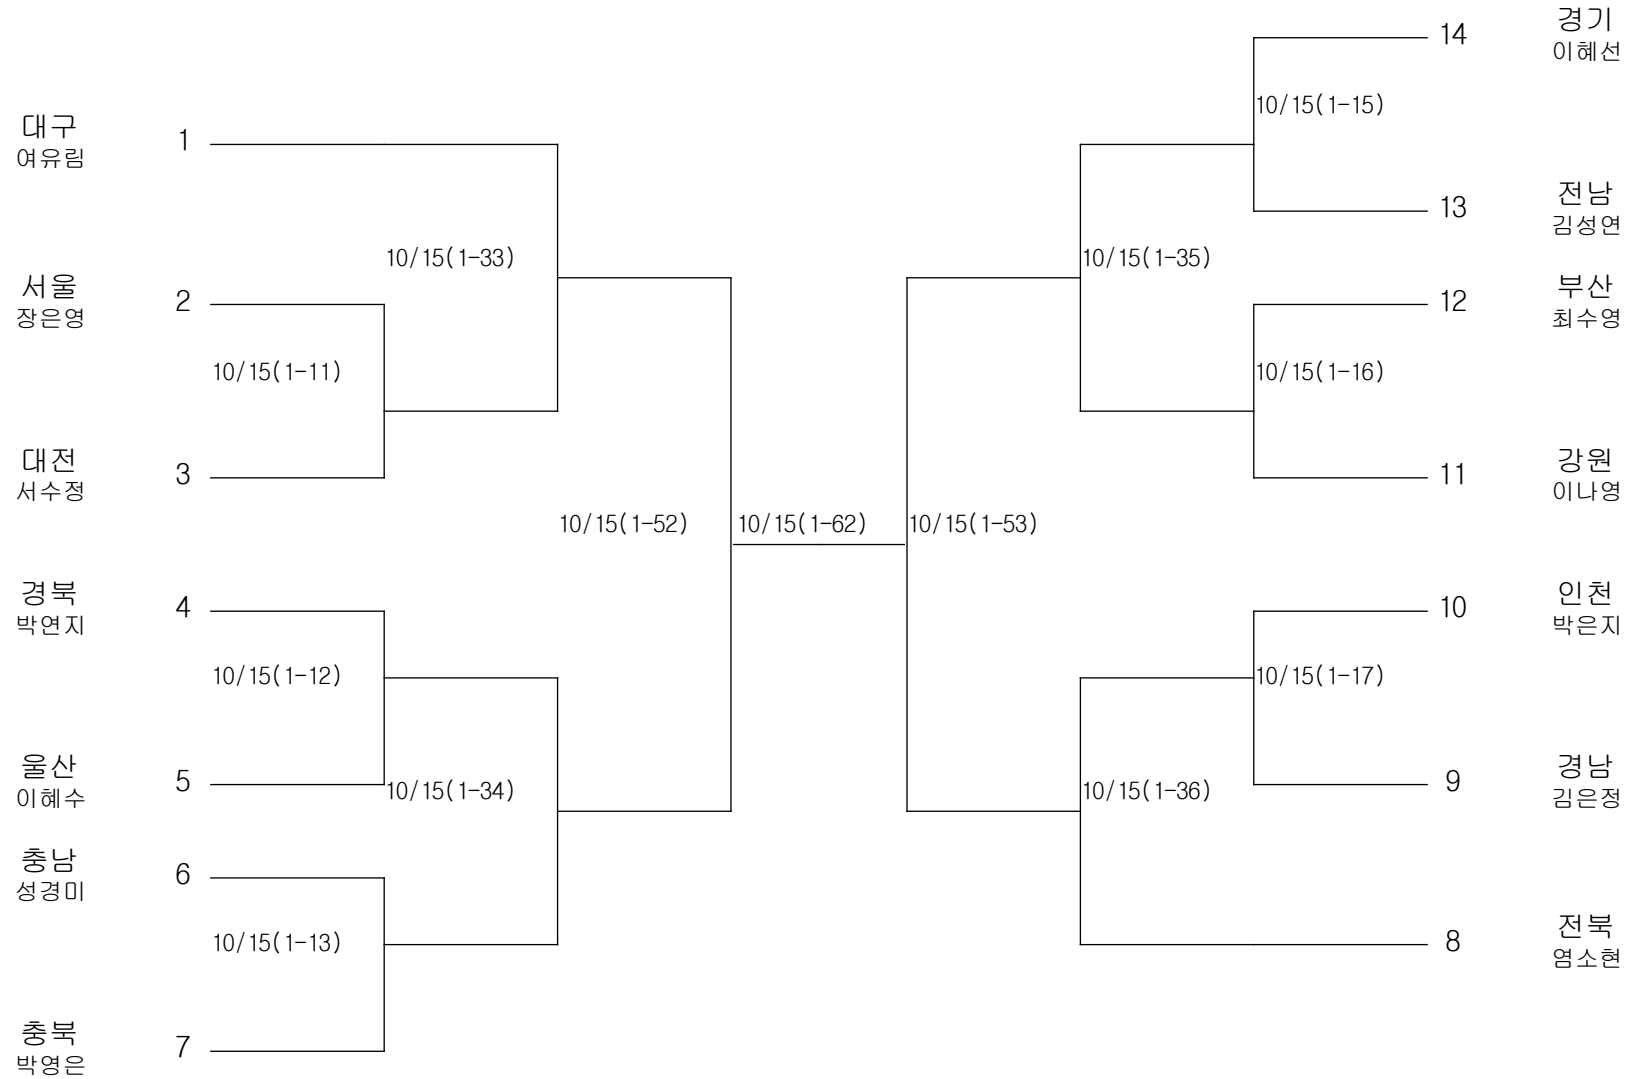 경기
14
이혜선
10/15(1-15)
대구
1
여유림
전남
13
김성연
10/15(1-33)
10/15(1-35)
서울
2
장은영
부산
12
최수영
10/15(1-11)
10/15(1-16)
대전
3
서수정
강원
11
이나영
10/15(1-52)
10/15(1-62)
10/15(1-53)
경북
4
박연지
인천
10
박은지
10/15(1-12)
10/15(1-17)
울산
5
이혜수
경남
9
김은정
10/15(1-34)
10/15(1-36)
충남
6
성경미
전북
8
염소현
10/15(1-13)
충북
7
박영은